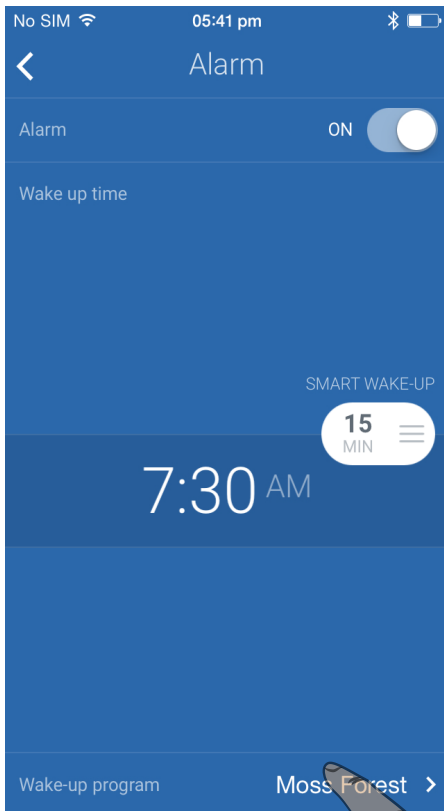 No SIM 05:41 pm
Alarm
Alarm ON
Wake up time
SMART WAKE-UP
15
MIN
7:30 AM
Wake-up program Moss Forest